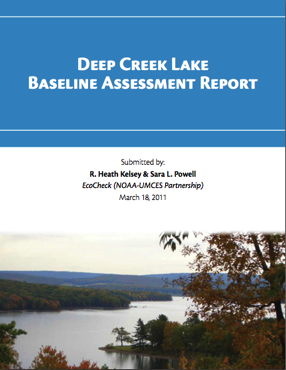 Deep Creek Lake
Baseline Assessment Report
Submitted by:
R. Heath Kelsey & Sara L. Powell
EcoCheck (NOAA-UMCES Partnership)
March 18, 2011